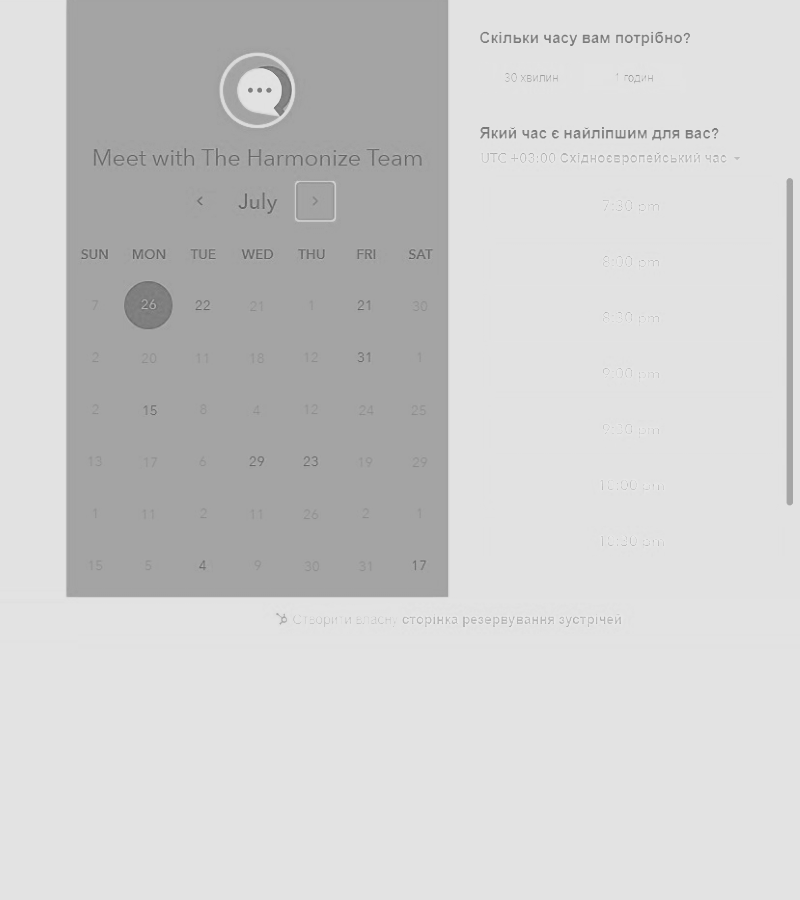 Meet with The Harmonize Team
July
SUN MON TUE WED THU FRI SAT
7 26 22 21 1 21 30
2 20 11 18 12 31 1
2 15 8 4 12 24 25
13 17 6 29 23 19 29
1 11 2 11 26 2 1
15 5 4 9 30 31 17
Скільки часу вам потрібно?
30 хвилин 1 годин
Який час є найліпшим для вас?
UTC +03:00 Східноєвропейський час
7:30 pm
8:00 pm
8:30 pm
9:00 pm
9:30 pm
10:00 pm
10:30 pm
Створити власну сторінка резервування зустрічей